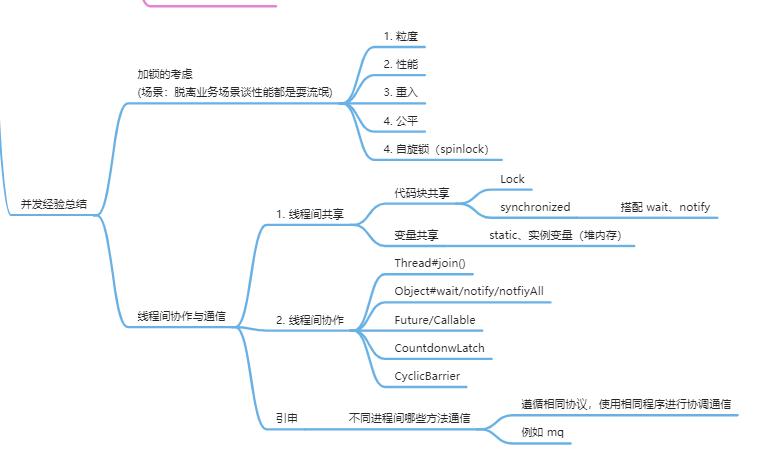 并发经验总结
加锁的考虑
(场景：脱离业务场景谈性能都是耍流氓)
1. 粒度
2. 性能
3. 重入
4. 公平
4. 自旋锁（spinlock）
线程间协作与通信
1. 线程间共享
代码块共享
Lock
synchronized
搭配 wait、notify
变量共享
static、实例变量（堆内存）
2. 线程间协作
Thread#join()
Object#wait/notify/notfiyAll
Future/Callable
CountdonwLatch
CyclicBarrier
引申
不同进程间哪些方法通信
遵循相同协议，使用相同程序进行协调通信
例如 mq